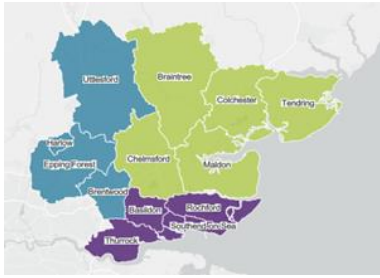 Uttlesford
Braintree
Colchester
Tendring
Harlow
Epping Forest
Chelmsford
Maldon
Brentwood
Basildon
Rochford
Southend-on-Sea
Thurrock